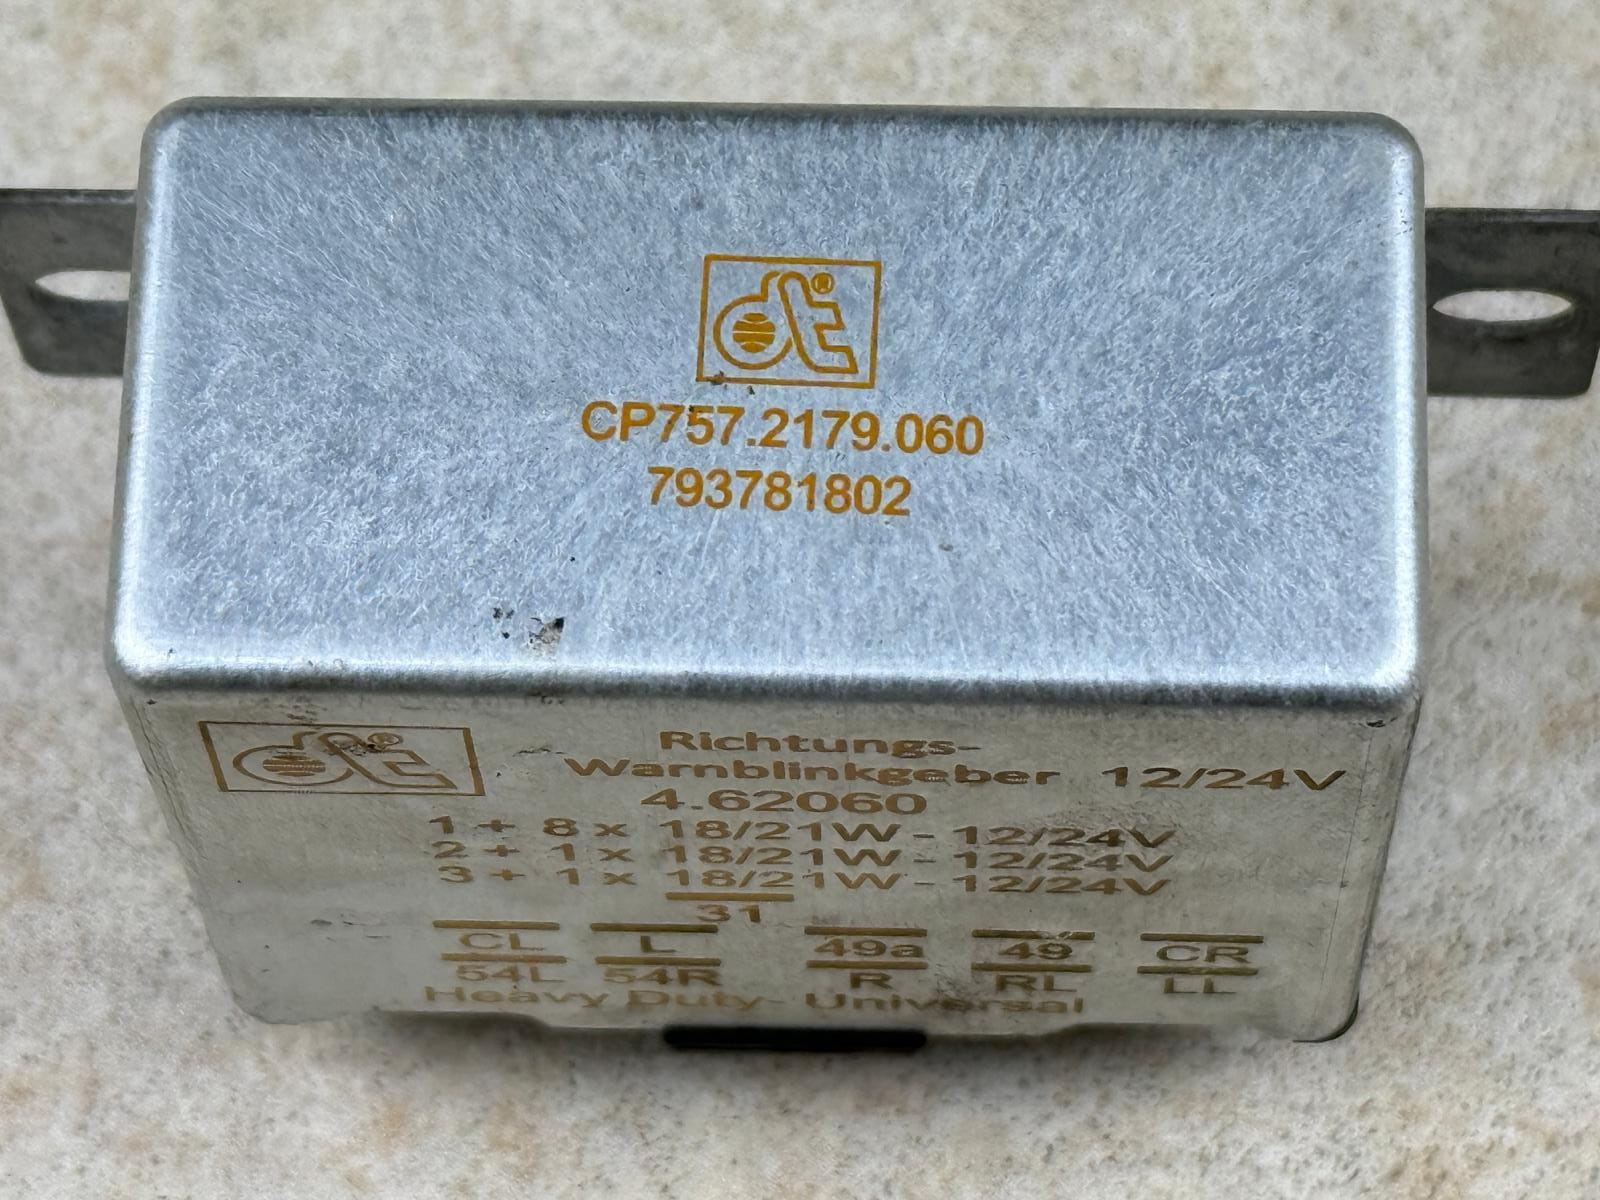 ®
CP757.2179.060
793781802
®
Richtungs-
Warnblinkgeber 12/24V
4.62060
1 + 8 x 18/21W - 12/24V
2 + 1 x 18/21W - 12/24V
3 + 1 x 18/21W - 12/24V
31
CL L 49a 49 CR
54L 54R R RL LL
Heavy Duty - Universal